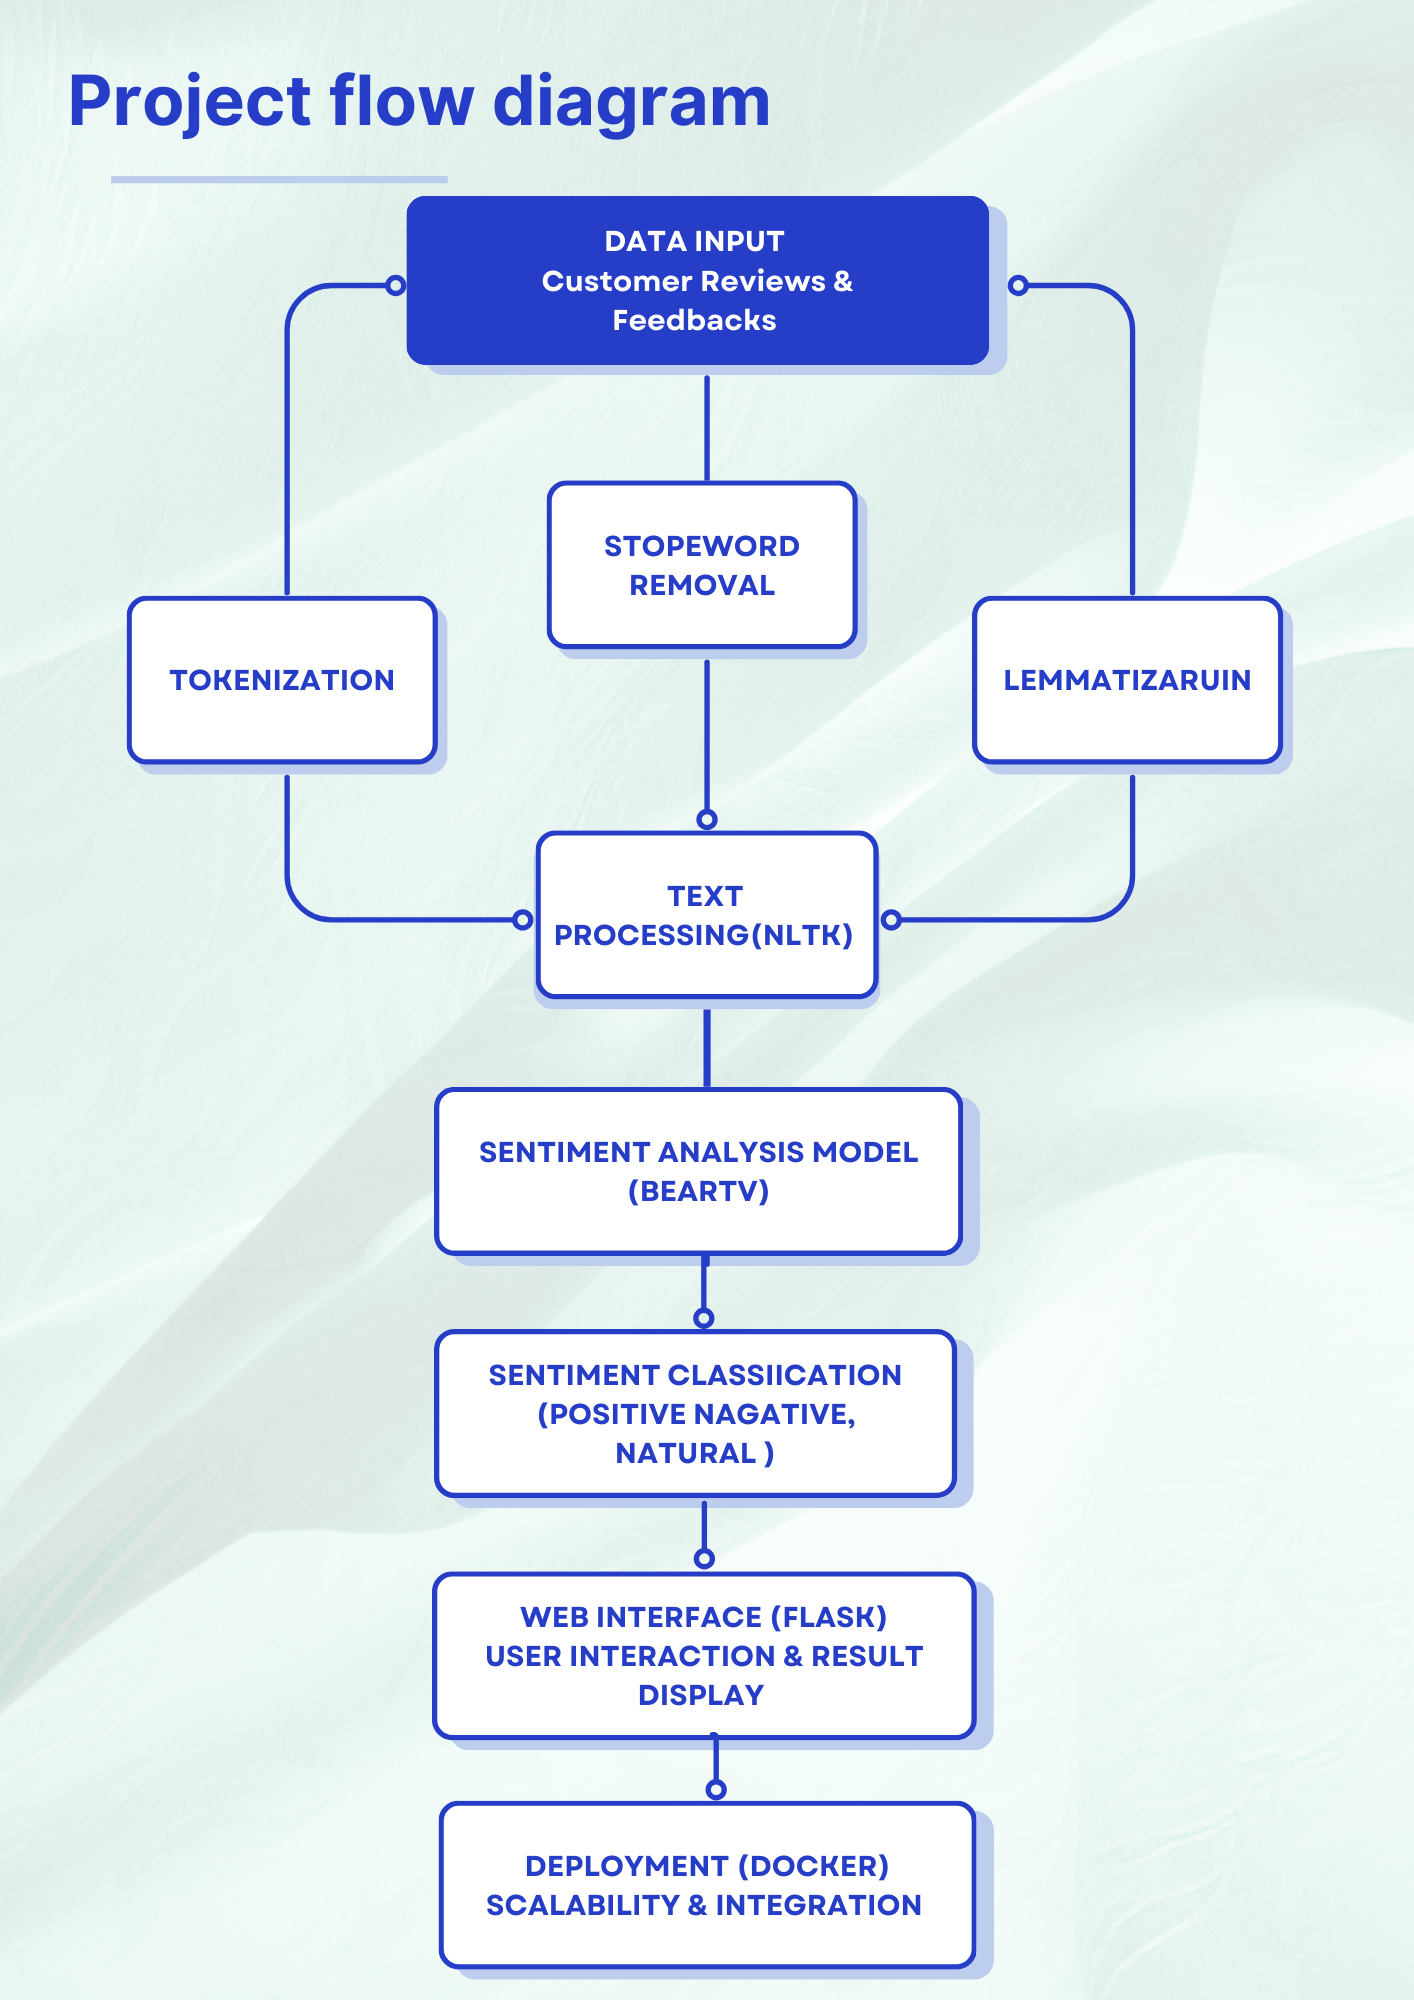 Project flow diagram
DATA INPUT
Customer Reviews &
Feedbacks
STOPEWORD
REMOVAL
TOKENIZATION
LEMMATIZARUIN
TEXT
PROCESSING(NLTK)
SENTIMENT ANALYSIS MODEL
(BEARTV)
SENTIMENT CLASSIICATION
(POSITIVE NAGATIVE,
NATURAL )
WEB INTERFACE (FLASK)
USER INTERACTION & RESULT
DISPLAY
DEPLOYMENT (DOCKER)
SCALABILITY & INTEGRATION